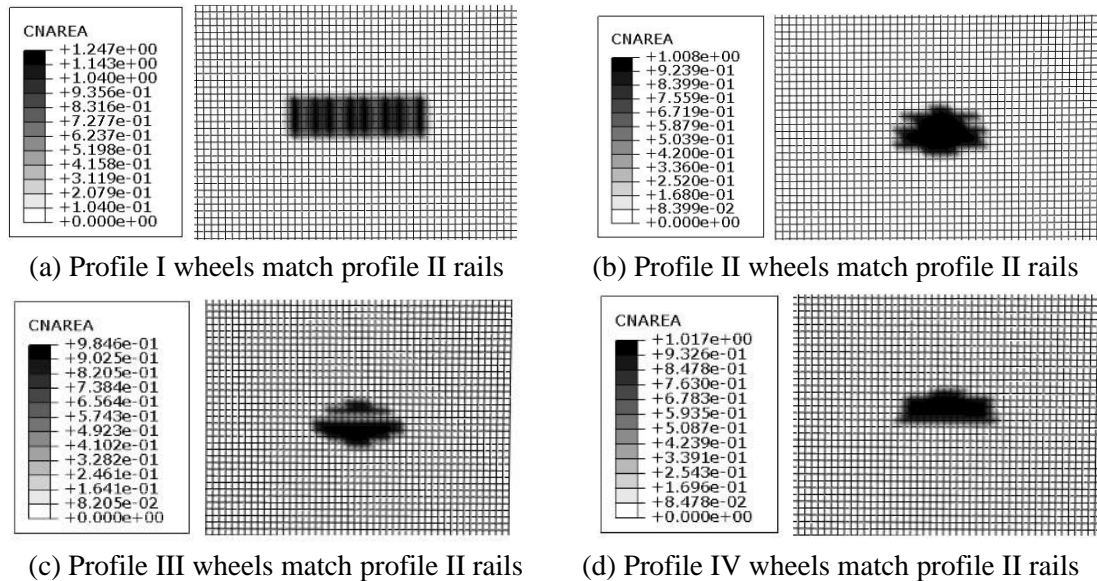 CNAREA
+1.247e+00
+1.143e+00
+1.040e+00
+9.356e-01
+8.316e-01
+7.277e-01
+6.237e-01
+5.198e-01
+4.158e-01
+3.119e-01
+2.079e-01
+1.040e-01
+0.000e+00
(a) Profile I wheels match profile II rails
CNAREA
+1.008e+00
+9.239e-01
+8.399e-01
+7.559e-01
+6.719e-01
+5.879e-01
+5.039e-01
+4.200e-01
+3.360e-01
+2.520e-01
+1.680e-01
+8.399e-02
+0.000e+00
(b) Profile II wheels match profile II rails
CNAREA
+9.846e-01
+9.025e-01
+8.205e-01
+7.384e-01
+6.564e-01
+5.743e-01
+4.923e-01
+4.102e-01
+3.282e-01
+2.461e-01
+1.641e-01
+8.205e-02
+0.000e+00
(c) Profile III wheels match profile II rails
CNAREA
+1.017e+00
+9.326e-01
+8.478e-01
+7.630e-01
+6.783e-01
+5.935e-01
+5.087e-01
+4.239e-01
+3.391e-01
+2.543e-01
+1.696e-01
+8.478e-02
+0.000e+00
(d) Profile IV wheels match profile II rails